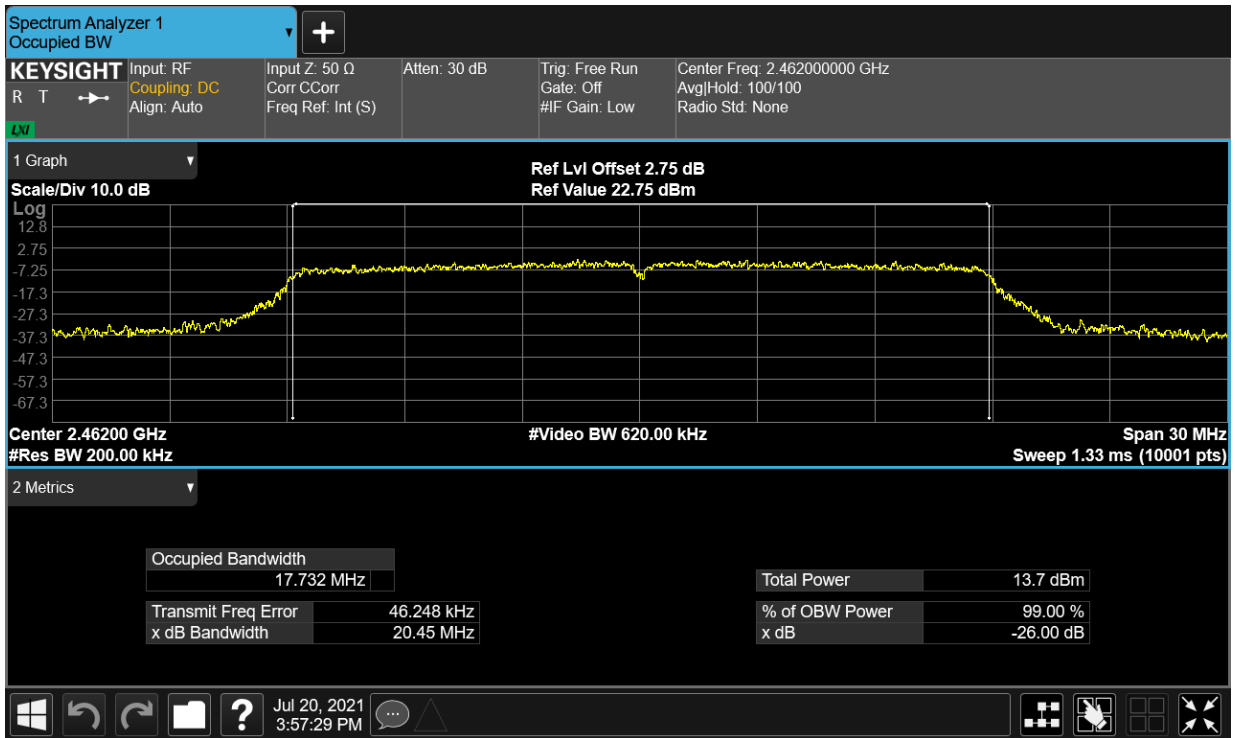 Spectrum Analyzer 1
Occupied BW
KEYSIGHT
R T
LXI
Input: RF
Coupling: DC
Align: Auto
Input Z: 50 Ω
Corr CCorr
Freq Ref: Int (S)
Atten: 30 dB
Trig: Free Run
Gate: Off
#IF Gain: Low
Center Freq: 2.462000000 GHz
Avg|Hold: 100/100
Radio Std: None
1 Graph
Scale/Div 10.0 dB
Ref Lvl Offset 2.75 dB
Ref Value 22.75 dBm
Log
12.8
2.75
-7.25
-17.3
-27.3
-37.3
-47.3
-57.3
-67.3
Center 2.46200 GHz
#Video BW 620.00 kHz
Span 30 MHz
#Res BW 200.00 kHz
Sweep 1.33 ms (10001 pts)
2 Metrics
Occupied Bandwidth
17.732 MHz
Total Power 13.7 dBm
Transmit Freq Error 46.248 kHz
% of OBW Power 99.00 %
x dB Bandwidth 20.45 MHz
x dB -26.00 dB
?
Jul 20, 2021
3:57:29 PM